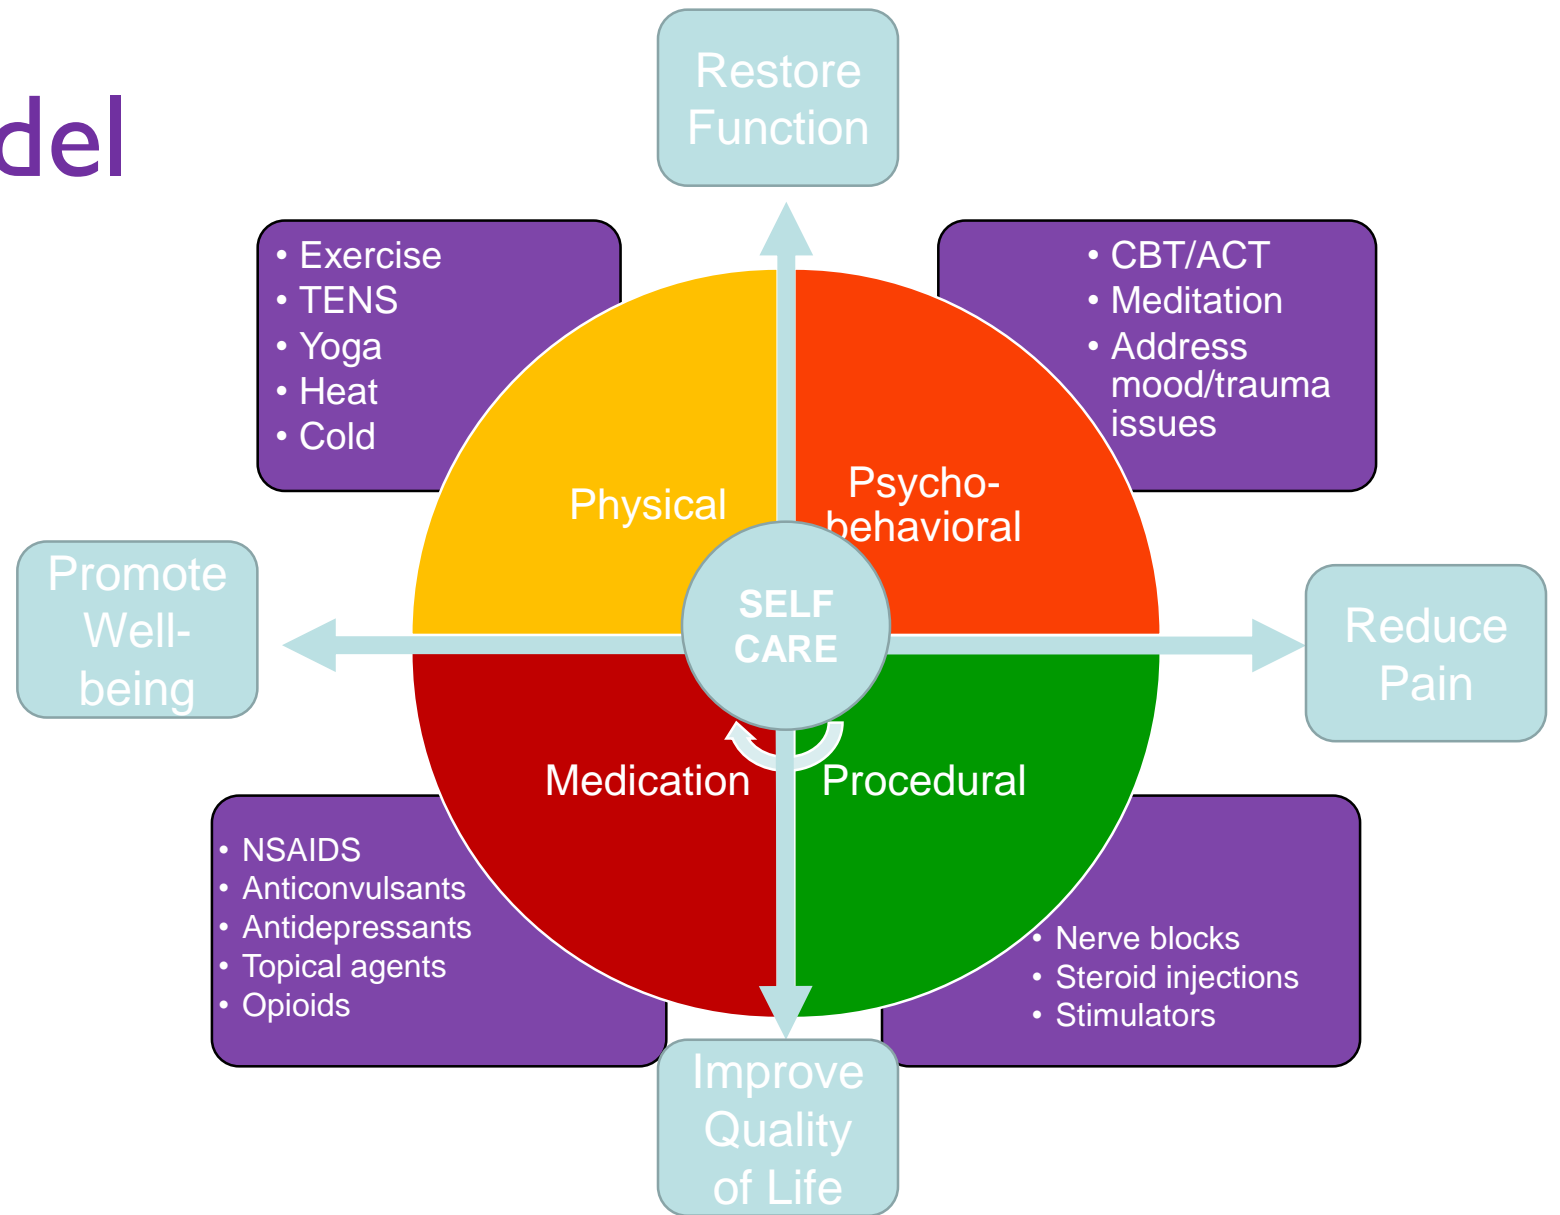 del
Restore
Function
• Exercise
• TENS
• Yoga
• Heat
• Cold
• CBT/ACT
• Meditation
• Address
mood/trauma
issues
Physical
Psycho-
behavioral
Promote
Well-
being
SELF
CARE
Reduce
Pain
Medication
Procedural
• NSAIDS
• Anticonvulsants
• Antidepressants
• Topical agents
• Opioids
• Nerve blocks
• Steroid injections
• Stimulators
Improve
Quality
of Life